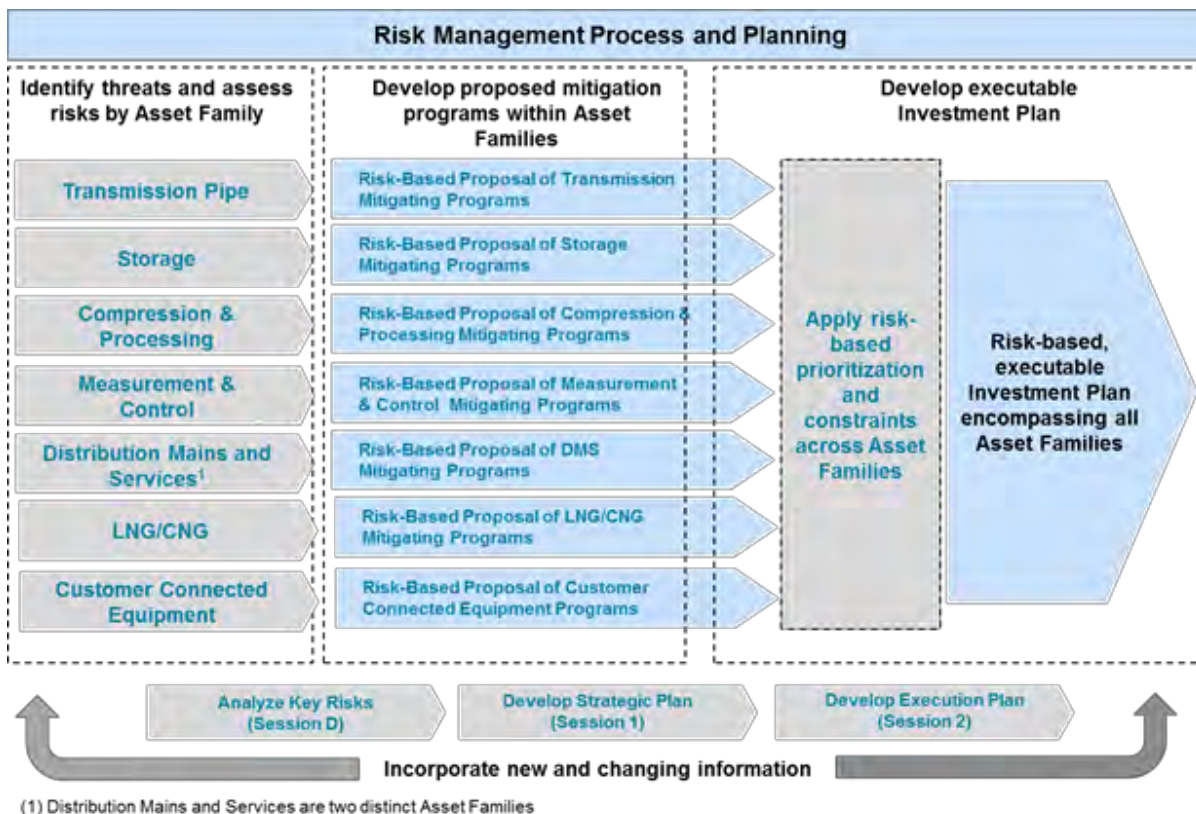 Risk Management Process and Planning
Identify threats and assess
risks by Asset Family
Transmission Pipe
Storage
Compression &
Processing
Measurement &
Control
Distribution Mains and
Services1
LNG/CNG
Customer Connected
Equipment
Develop proposed mitigation
programs within Asset
Families
Risk-Based Proposal of Transmission
Mitigating Programs
Risk-Based Proposal of Storage
Mitigating Programs
Risk-Based Proposal of Compression &
Processing Mitigating Programs
Risk-Based Proposal of Measurement
& Control Mitigating Programs
Risk-Based Proposal of DMS
Mitigating Programs
Risk-Based Proposal of LNG/CNG
Mitigating Programs
Risk-Based Proposal of Customer
Connected Equipment Programs
Develop executable
Investment Plan
Apply risk-
based
prioritization
and
constraints
across Asset
Families
Risk-based,
executable
Investment Plan
encompassing all
Asset Families
Analyze Key Risks
(Session D)
Develop Strategic Plan
(Session 1)
Develop Execution Plan
(Session 2)
Incorporate new and changing information
(1) Distribution Mains and Services are two distinct Asset Families